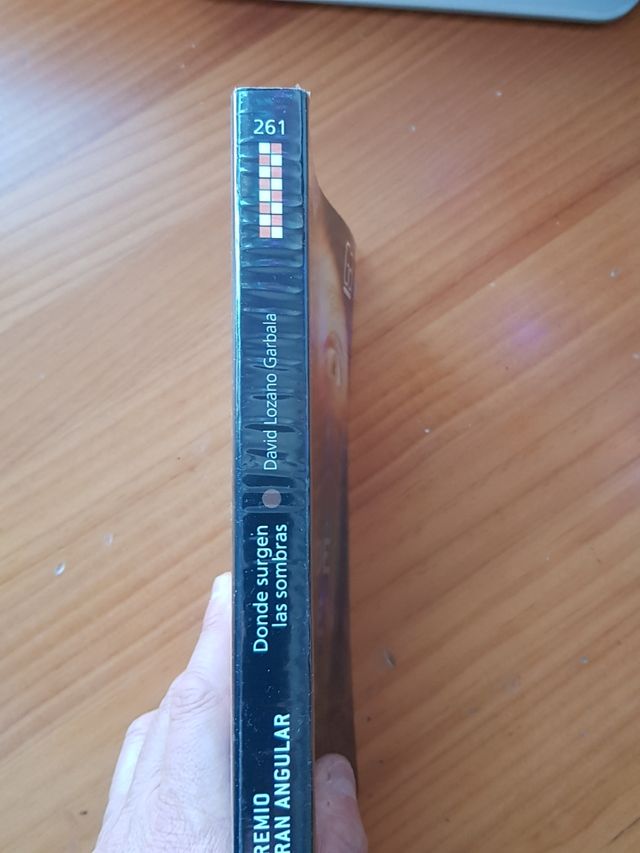 261
David Lozano Garbala
Donde surgen
las sombras
REMIO
RAN ANGULAR